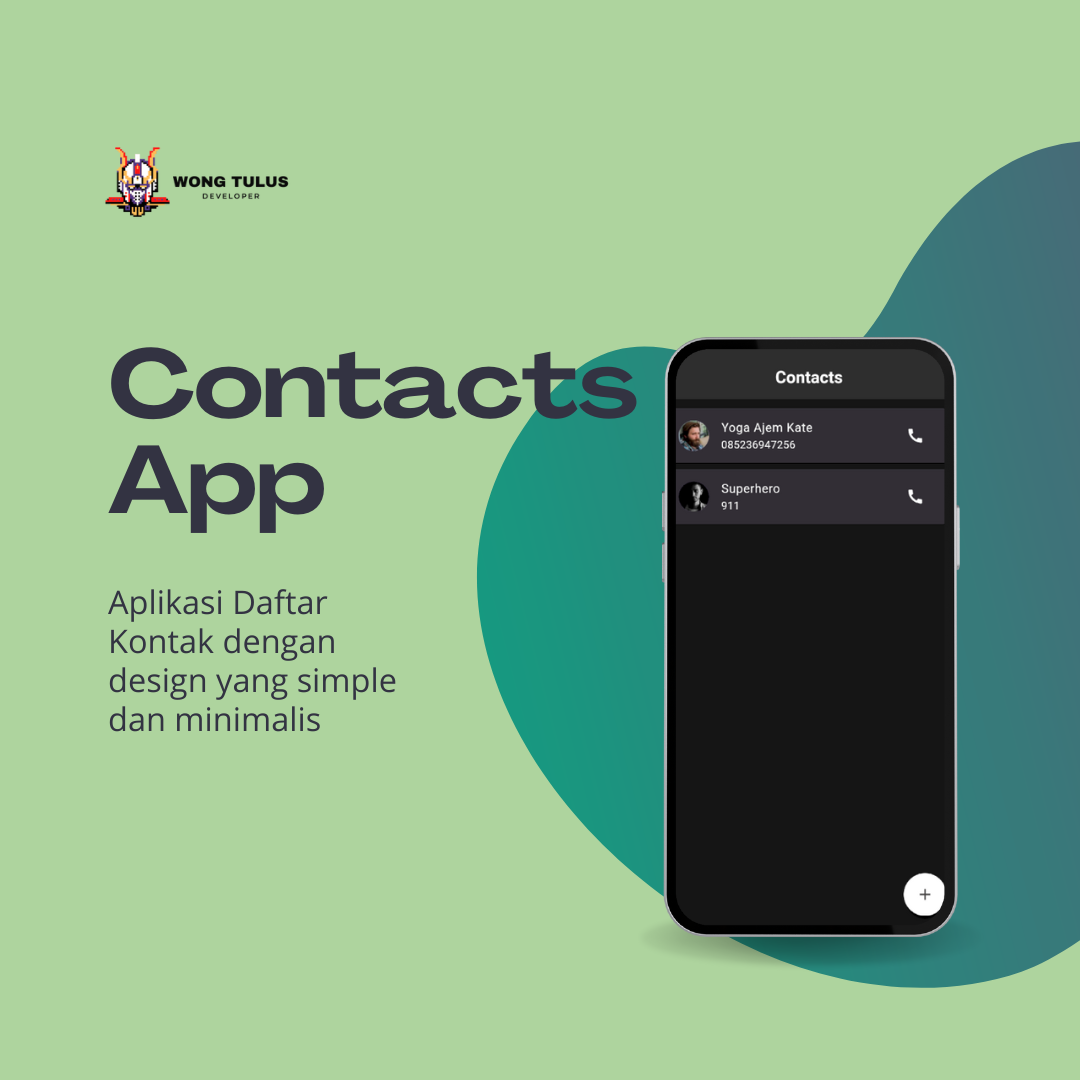 WONG TULUS
DEVELOPER
Contacts
App
Aplikasi Daftar
Kontak dengan
design yang simple
dan minimalis
Contacts
Yoga Ajem Kate
085236947256
Superhero
911
+